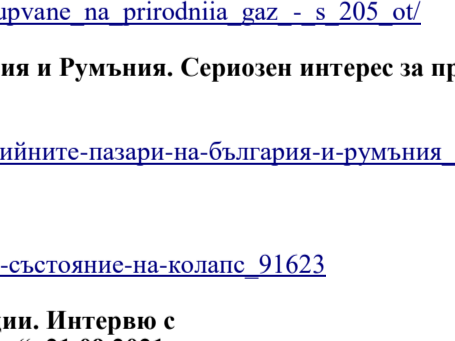 upvane_na_prirodniia_gaz_-_s_205_ot/
ия и Румъния. Сериозен интерес за пр
ийните-пазари-на-българия-и-румъния_
-състояние-на-колапс_91623
ции. Интервю с